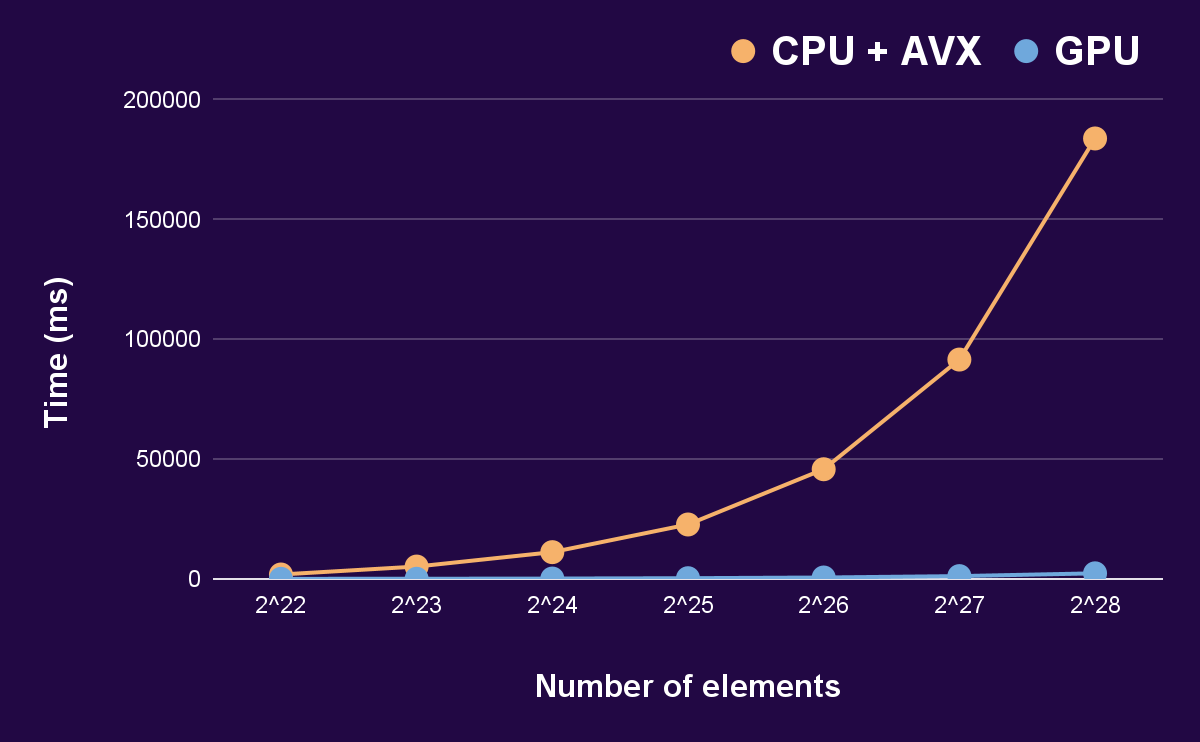 CPU + AVX GPU
200000
150000
100000
50000
0
Time (ms)
2^22 2^23 2^24 2^25 2^26 2^27 2^28
Number of elements